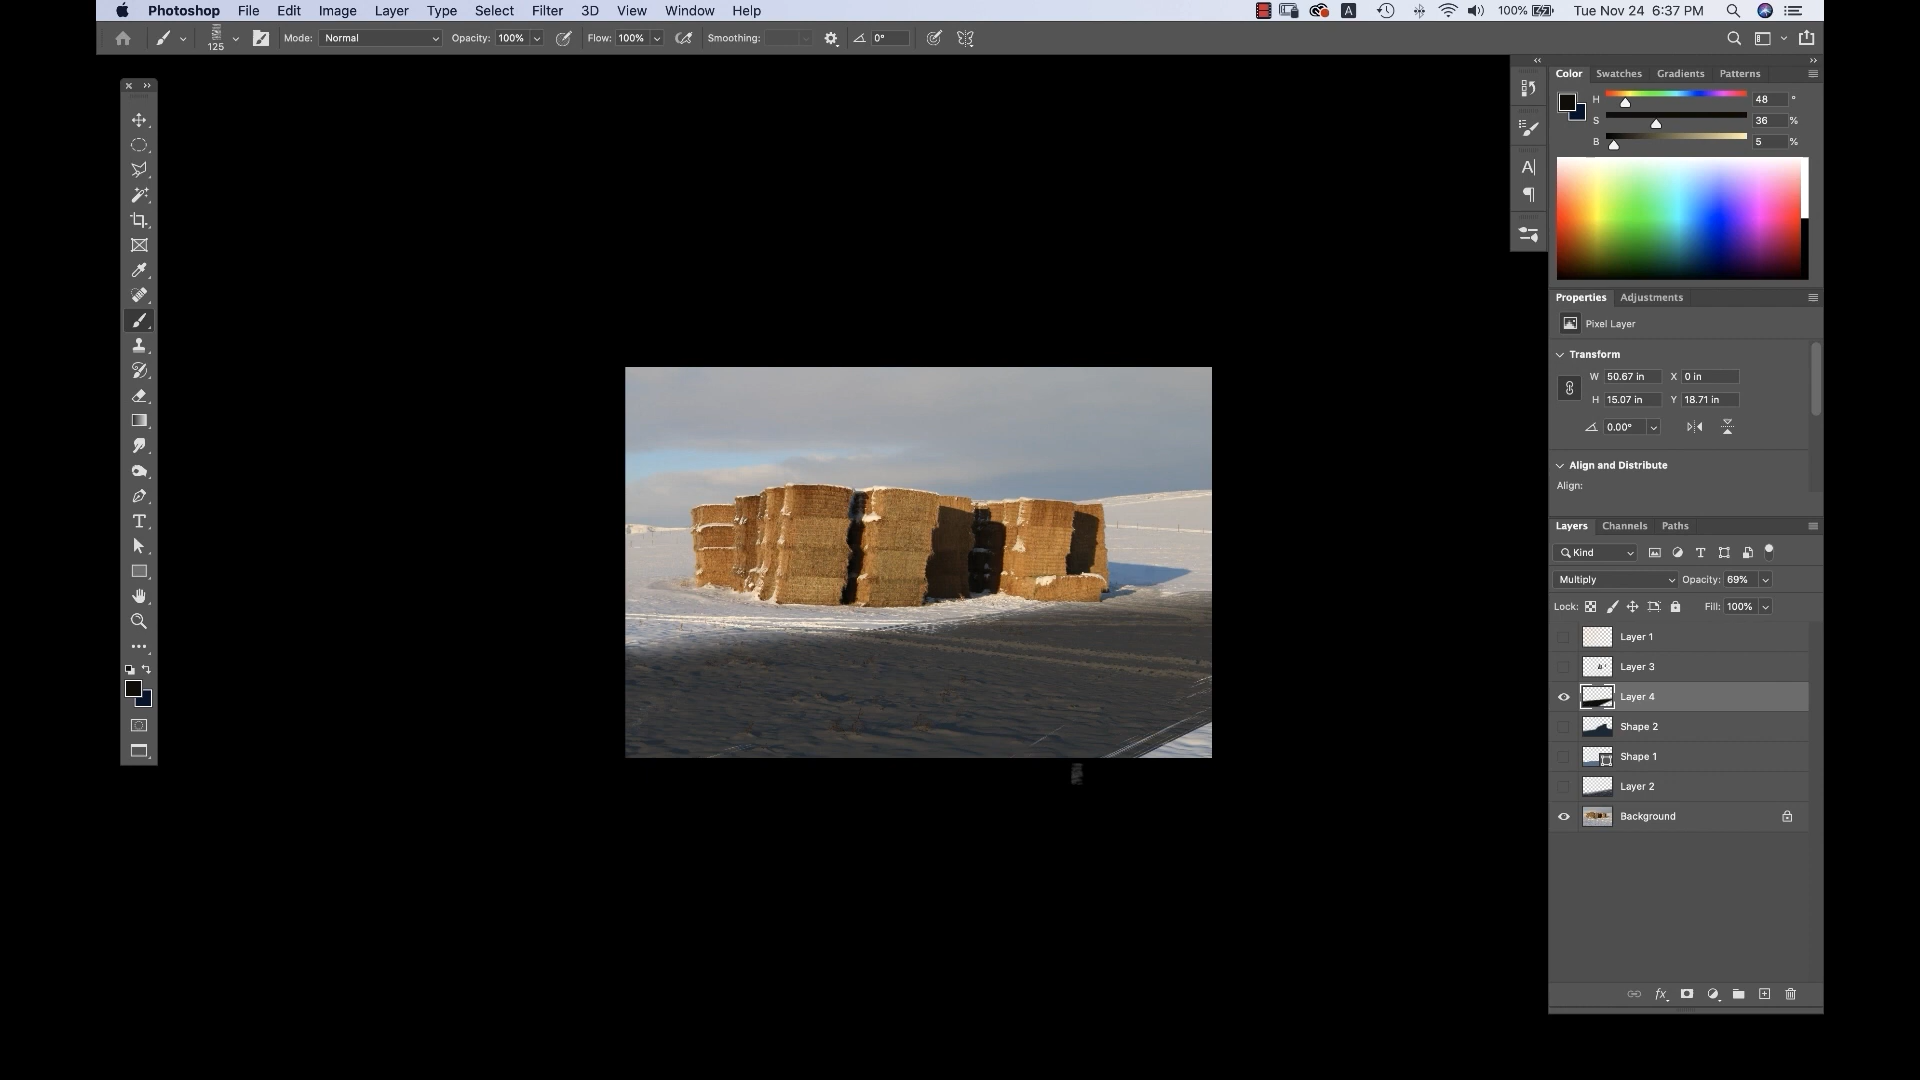 Photoshop File Edit Image Layer Type Select Filter 3D View Window Help
A 100% Tue Nov 24 6:37 PM
125 Mode: Normal Opacity: 100% Flow: 100% Smoothing: 0°
Color Swatches Gradients Patterns
H 48 °
S 36 %
B 5 %
Properties Adjustments
Pixel Layer
Transform
W 50.67 in X 0 in
H 15.07 in Y 18.71 in
0.00°
Align and Distribute
Align:
Layers Channels Paths
Kind
Multiply Opacity: 69%
Lock: Fill: 100%
Layer 1
Layer 3
Layer 4
Shape 2
Shape 1
Layer 2
Background
fx